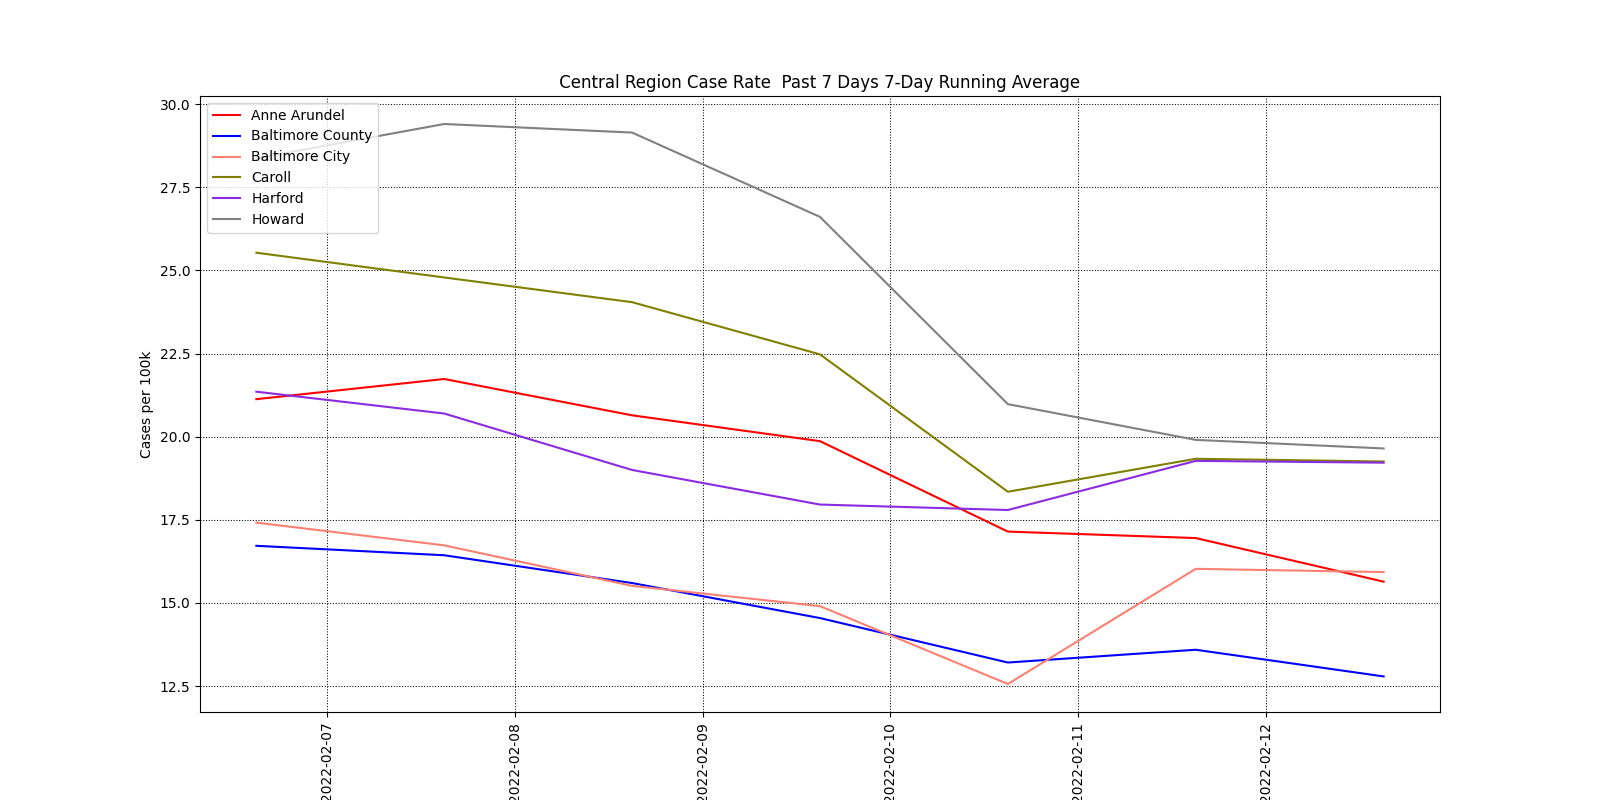 Central Region Case Rate  Past 7 Days 7-Day Running Average
30.0
27.5
25.0
22.5
20.0
17.5
15.0
12.5
Cases per 100k
Anne Arundel
Baltimore County
Baltimore City
Caroll
Harford
Howard
2022-02-07
2022-02-08
2022-02-09
2022-02-10
2022-02-11
2022-02-12